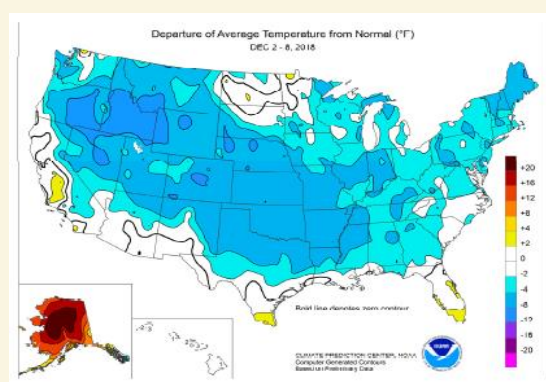 Departure of Average Temperature from Normal (°F)
DEC 2 - 8, 2018
+20
+16
+12
+8
+4
+2
0
-2
-4
-8
-12
-16
-20
Bold line denotes zero contour
CLIMATE PREDICTION CENTER, NOAA
Computer Generated Contours
Based on Preliminary Data
NOAA